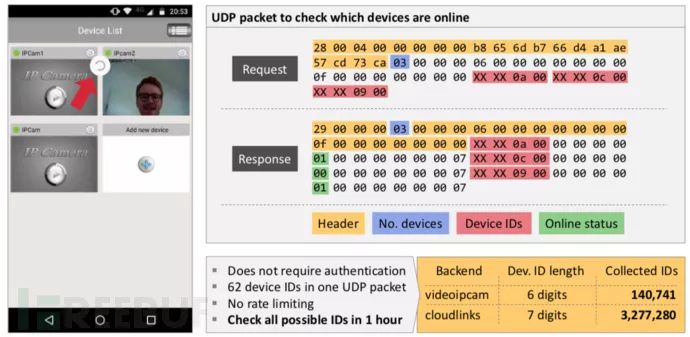 20:53
Device List
IPCam1
IPcam2
IP Camera
IPCam
Add new device
IP Camera
UDP packet to check which devices are online
Request
28 00 04 00 00 00 00 00 b8 65 6d b7 66 d4 a1 ae
57 cd 73 ca 03 00 00 00 06 00 00 00 00 00 00 00
0f 00 00 00 00 00 00 00 XX XX 0a 00 XX XX 0c 00
XX XX 09 00
Response
29 00 00 00 03 00 00 00 06 00 00 00 00 00 00 00
0f 00 00 00 00 00 00 00 XX XX 0a 00 00 00 00 00
01 00 00 00 00 00 00 07 XX XX 0c 00 00 00 00 00
00 00 00 00 00 00 00 07 XX XX 09 00 00 00 00 00
01 00 00 00 00 00 00 07
Header
No. devices
Device IDs
Online status
▪ Does not require authentication
▪ 62 device IDs in one UDP packet
▪ No rate limiting
▪ Check all possible IDs in 1 hour
Backend Dev. ID length Collected IDs
videoipcam 6 digits 140,741
cloudlinks 7 digits 3,277,280